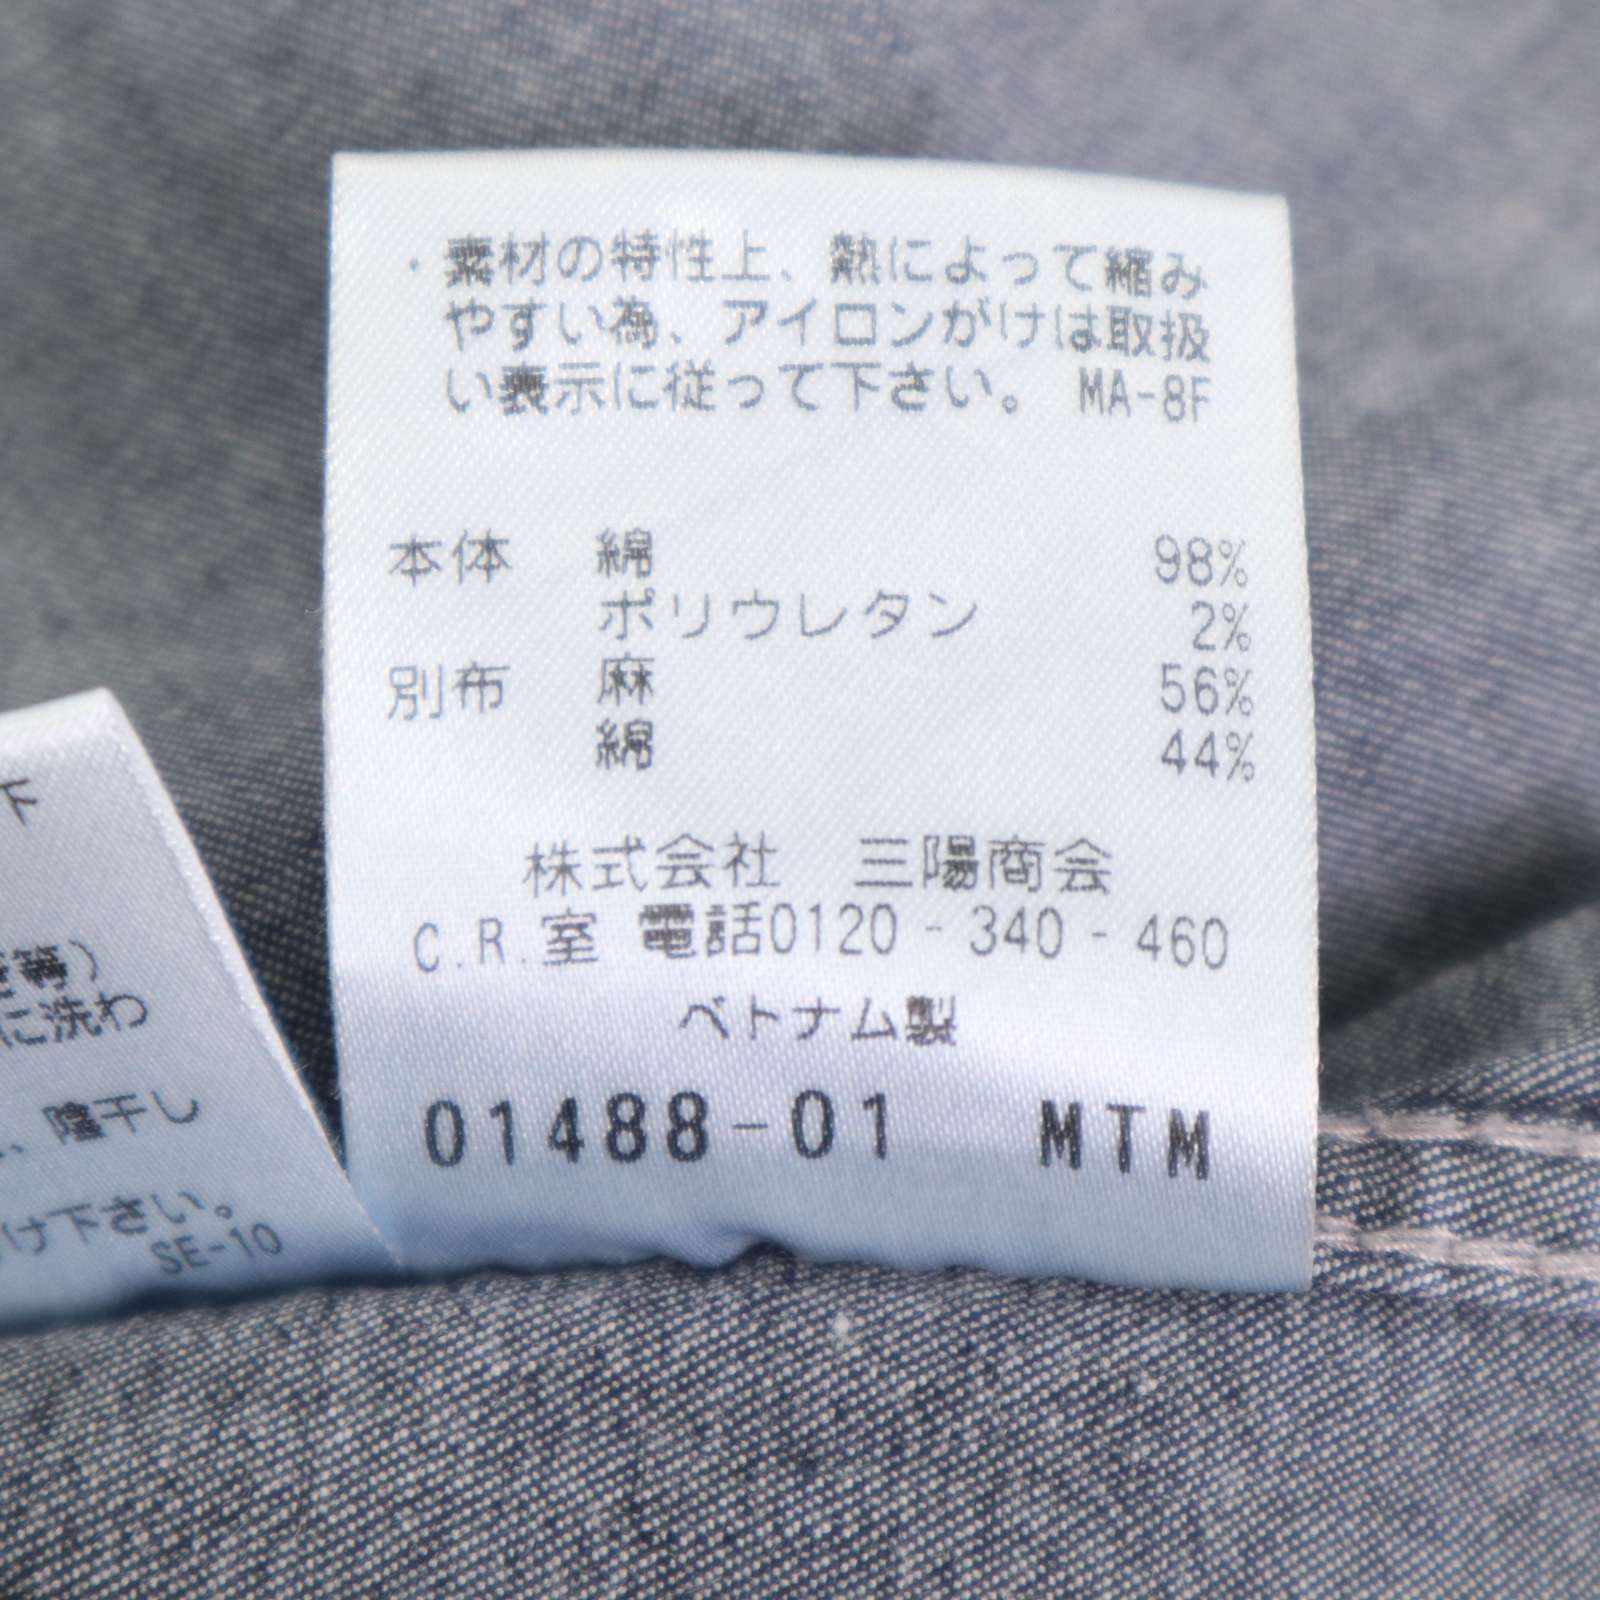 ・素材の特性上、熱によって縮み
やすい為、アイロンがけは取扱
い表示に従って下さい。 MA-8F
本体 綿 98%
ポリウレタン 2%
別布 麻 56%
綿 44%
株式会社 三陽商会
C.R.室 電話0120-340-460
ベトナム製
01488-01 MTM
等)
に洗わ
、陰干し
け下さい。
SE-10